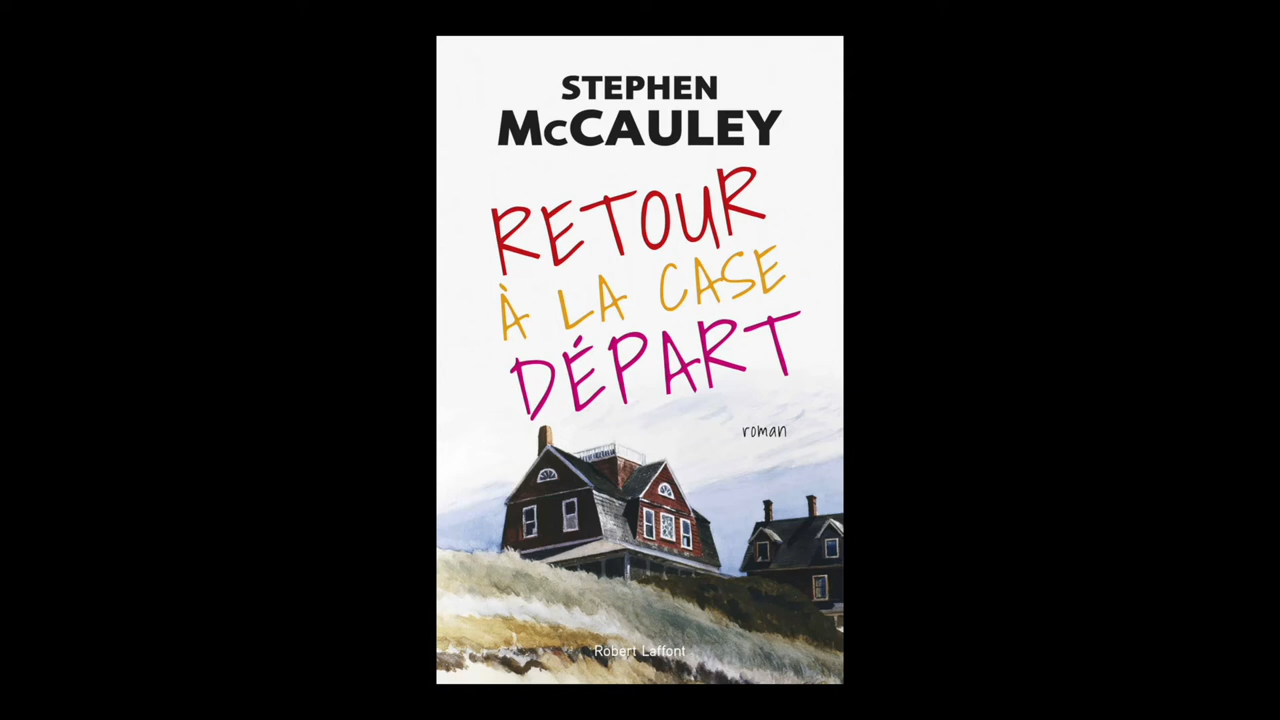 STEPHEN
McCAULEY
RETOUR
À LA CASE
DÉPART
roman
Robert Laffont